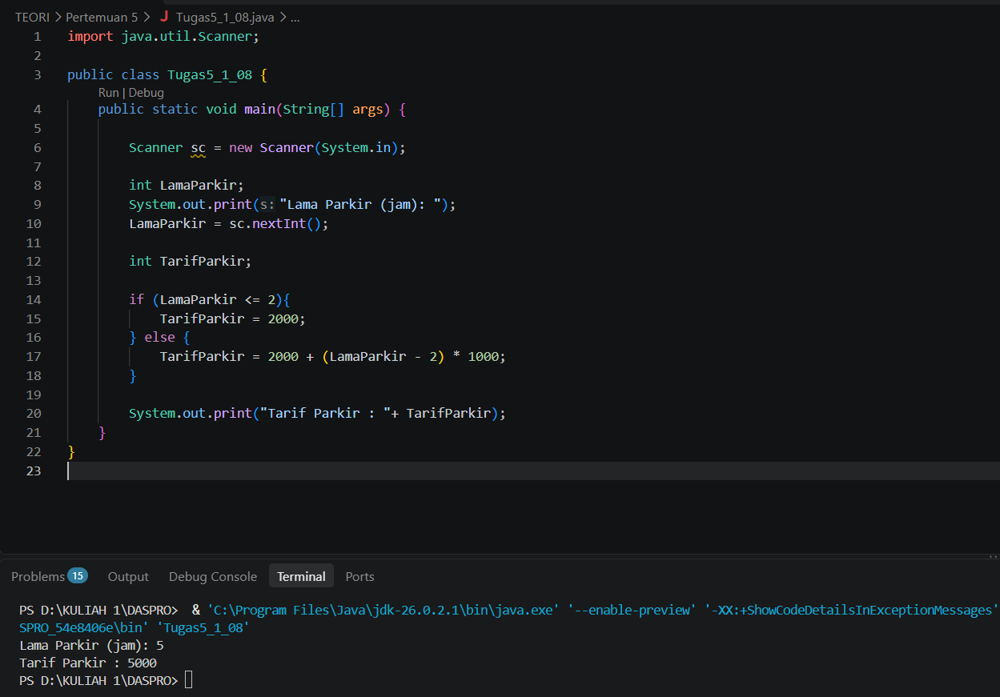 TEORI > Pertemuan 5 > J Tugas5_1_08.java > ...
1 import java.util.Scanner;
2
3 public class Tugas5_1_08 {
Run | Debug
4 public static void main(String[] args) {
5
6 Scanner sc = new Scanner(System.in);
7
8 int LamaParkir;
9 System.out.print(s: "Lama Parkir (jam): ");
10 LamaParkir = sc.nextInt();
11
12 int TarifParkir;
13
14 if (LamaParkir <= 2){
15 TarifParkir = 2000;
16 } else {
17 TarifParkir = 2000 + (LamaParkir - 2) * 1000;
18 }
19
20 System.out.print("Tarif Parkir : "+ TarifParkir);
21 }
22 }
23
Problems 15 Output Debug Console Terminal Ports
PS D:\KULIAH 1\DASPRO>  & 'C:\Program Files\Java\jdk-26.0.2.1\bin\java.exe' '--enable-preview' '-XX:+ShowCodeDetailsInExceptionMessages'
SPRO_54e8406e\bin' 'Tugas5_1_08'
Lama Parkir (jam): 5
Tarif Parkir : 5000
PS D:\KULIAH 1\DASPRO>